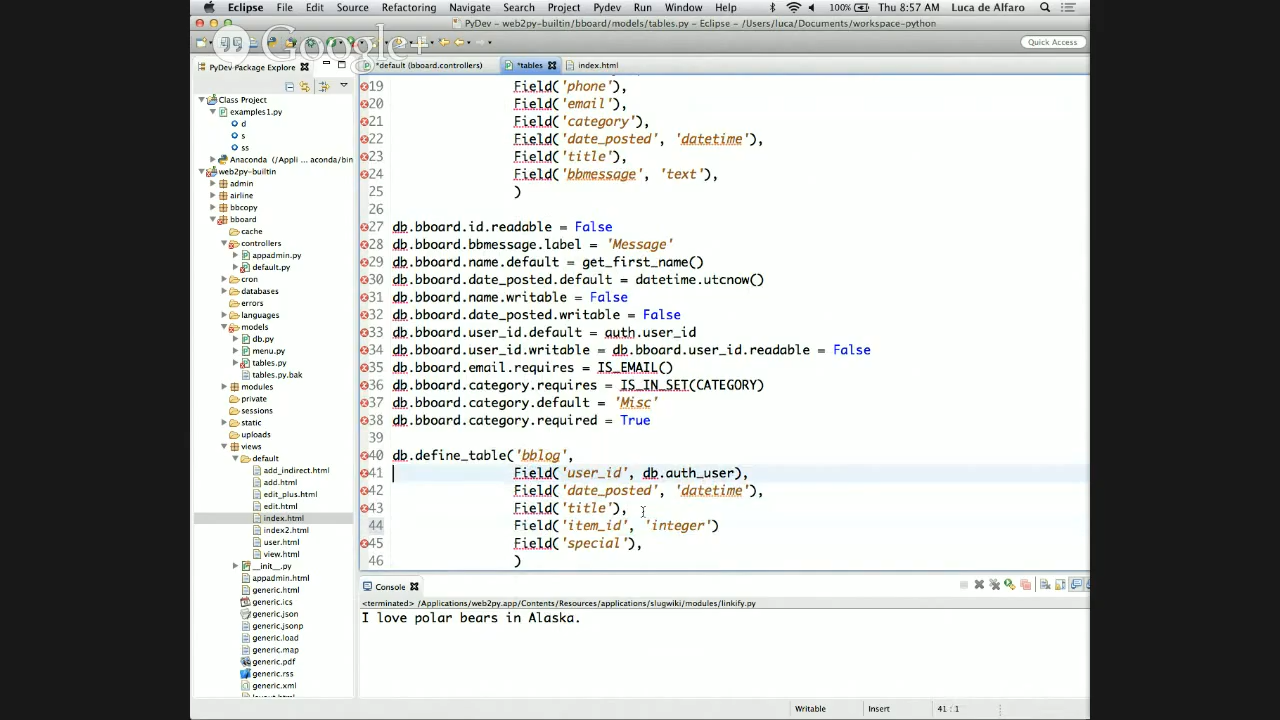 Eclipse File Edit Source Refactoring Navigate Search Project Pydev Run Window Help 100% Thu 8:57 AM Luca de Alfaro
PyDev - web2py-builtin/bboard/models/tables.py - Eclipse - /Users/luca/Documents/workspace-python
Google+
Quick Access
PyDev Package Explorer
*default (bboard.controllers) *tables index.html
Class Project
examples1.py
d
s
ss
Anaconda (/Appli ... aconda/bin
web2py-builtin
admin
airline
bbcopy
bboard
cache
controllers
appadmin.py
default.py
cron
databases
errors
languages
models
db.py
menu.py
tables.py
tables.py.bak
modules
private
sessions
static
uploads
views
default
add_indirect.html
add.html
edit_plus.html
edit.html
index.html
index2.html
user.html
view.html
__init__.py
appadmin.html
generic.html
generic.ics
generic.json
generic.jsonp
generic.load
generic.map
generic.pdf
generic.rss
generic.xml
19 Field('phone'),
20 Field('email'),
21 Field('category'),
22 Field('date_posted', 'datetime'),
23 Field('title'),
24 Field('bbmessage', 'text'),
25 )
26
27 db.bboard.id.readable = False
28 db.bboard.bbmessage.label = 'Message'
29 db.bboard.name.default = get_first_name()
30 db.bboard.date_posted.default = datetime.utcnow()
31 db.bboard.name.writable = False
32 db.bboard.date_posted.writable = False
33 db.bboard.user_id.default = auth.user_id
34 db.bboard.user_id.writable = db.bboard.user_id.readable = False
35 db.bboard.email.requires = IS_EMAIL()
36 db.bboard.category.requires = IS_IN_SET(CATEGORY)
37 db.bboard.category.default = 'Misc'
38 db.bboard.category.required = True
39
40 db.define_table('bblog',
41 Field('user_id', db.auth_user),
42 Field('date_posted', 'datetime'),
43 Field('title'),
44 Field('item_id', 'integer')
45 Field('special'),
46 )
Console
<terminated> /Applications/web2py.app/Contents/Resources/applications/slugwiki/modules/linkify.py
I love polar bears in Alaska.
Writable Insert 41 : 1